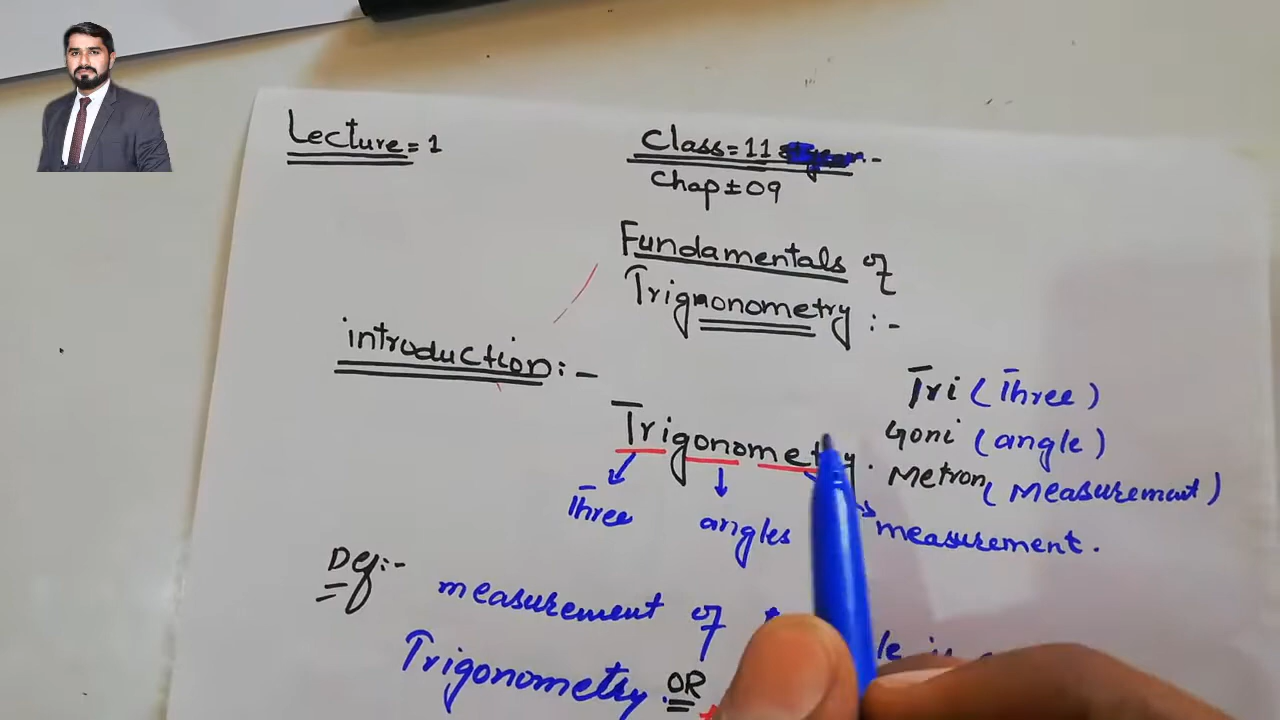 Lecture = 1
Class = 11
Chap ± 09
Fundamentals of
Trignonometry :-
introduction :-
Tri (Three)
Goni (angle)
Metron (Measurement)
Trigonometry.
Three angles measurement.
Def:- measurement of
Trigonometry. OR